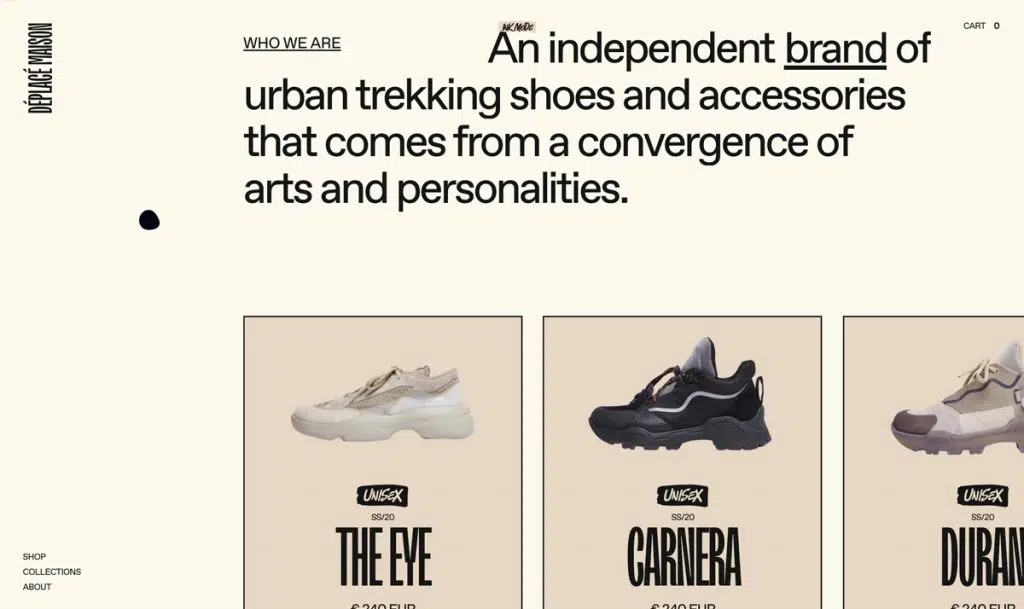 DÉPLACÉ MAISON
INK MODE
CART 0
WHO WE ARE
An independent brand of
urban trekking shoes and accessories
that comes from a convergence of
arts and personalities.
UNISEX
SS/20
THE EYE
€ 240 EUR
UNISEX
SS/20
CARNERA
€ 240 EUR
UNISEX
SS/20
DURAN
€ 240 EUR
SHOP
COLLECTIONS
ABOUT